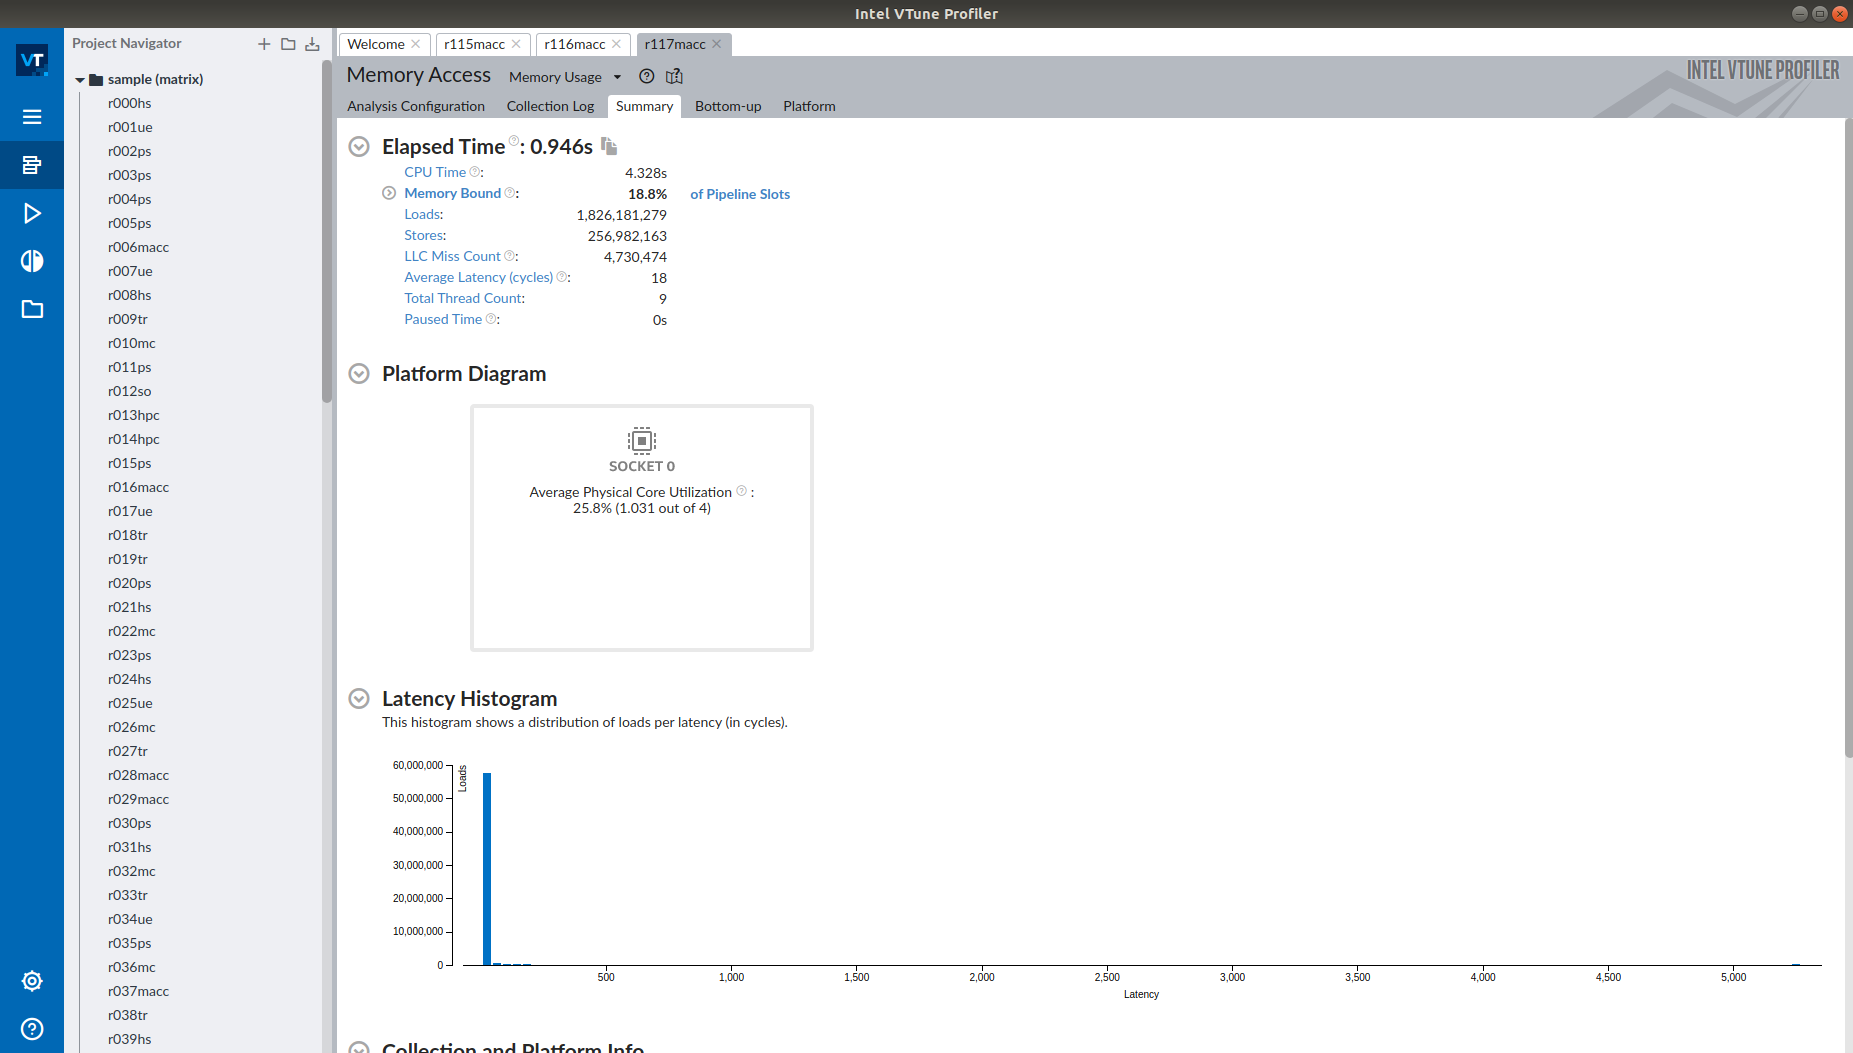 Intel VTune Profiler
VT
Project Navigator
sample (matrix)
r000hs
r001ue
r002ps
r003ps
r004ps
r005ps
r006macc
r007ue
r008hs
r009tr
r010mc
r011ps
r012so
r013hpc
r014hpc
r015ps
r016macc
r017ue
r018tr
r019tr
r020ps
r021hs
r022mc
r023ps
r024hs
r025ue
r026mc
r027tr
r028macc
r029macc
r030ps
r031hs
r032mc
r033tr
r034ue
r035ps
r036mc
r037macc
r038tr
r039hs
Welcome r115macc r116macc r117macc
Memory Access Memory Usage
INTEL VTUNE PROFILER
Analysis Configuration Collection Log Summary Bottom-up Platform
Elapsed Time : 0.946s
CPU Time : 4.328s
Memory Bound : 18.8% of Pipeline Slots
Loads: 1,826,181,279
Stores: 256,982,163
LLC Miss Count : 4,730,474
Average Latency (cycles) : 18
Total Thread Count: 9
Paused Time : 0s
Platform Diagram
SOCKET 0
Average Physical Core Utilization :
25.8% (1.031 out of 4)
Latency Histogram
This histogram shows a distribution of loads per latency (in cycles).
60,000,000
50,000,000
40,000,000
30,000,000
20,000,000
10,000,000
0
Loads
500 1,000 1,500 2,000 2,500 3,000 3,500 4,000 4,500 5,000
Latency
Collection and Platform Info